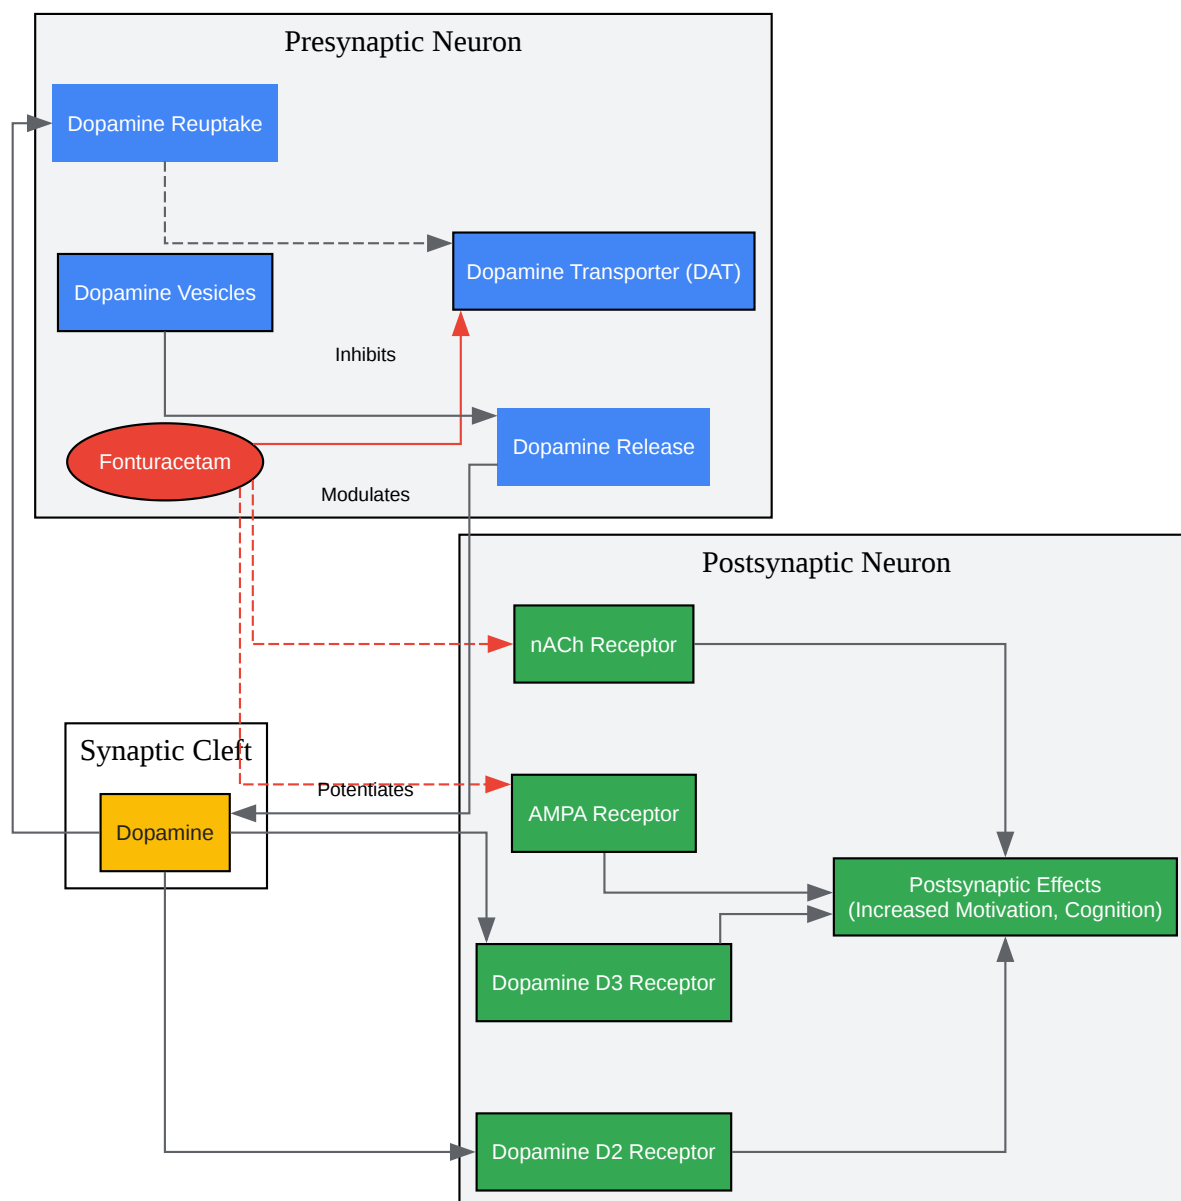 Presynaptic Neuron
Dopamine Reuptake
Dopamine Transporter (DAT)
Dopamine Vesicles
Inhibits
Dopamine Release
Fonturacetam
Modulates
Postsynaptic Neuron
nACh Receptor
Synaptic Cleft
Potentiates
AMPA Receptor
Dopamine
Postsynaptic Effects
(Increased Motivation, Cognition)
Dopamine D3 Receptor
Dopamine D2 Receptor